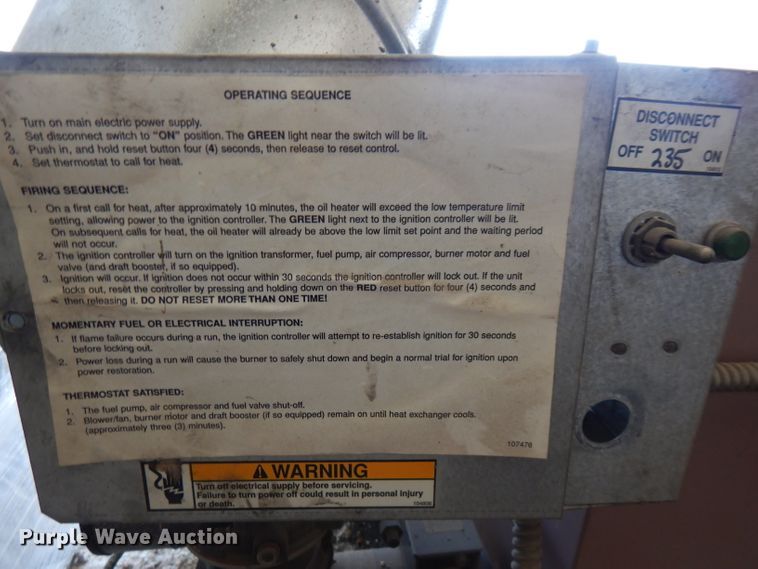 OPERATING SEQUENCE
1. Turn on main electric power supply.
2. Set disconnect switch to "ON" position. The GREEN light near the switch will be lit.
3. Push in, and hold reset button four (4) seconds, then release to reset control.
4. Set thermostat to call for heat.
FIRING SEQUENCE:
1. On a first call for heat, after approximately 10 minutes, the oil heater will exceed the low temperature limit
setting, allowing power to the ignition controller. The GREEN light next to the ignition controller will be lit.
On subsequent calls for heat, the oil heater will already be above the low limit set point and the waiting period
will not occur.
2. The ignition controller will turn on the ignition transformer, fuel pump, air compressor, burner motor and fuel
valve (and draft booster, if so equipped).
3. Ignition will occur. If ignition does not occur within 30 seconds the ignition controller will lock out. If the unit
locks out, reset the controller by pressing and holding down on the RED reset button for four (4) seconds and
then releasing it. DO NOT RESET MORE THAN ONE TIME!
MOMENTARY FUEL OR ELECTRICAL INTERRUPTION:
1. If flame failure occurs during a run, the ignition controller will attempt to re-establish ignition for 30 seconds
before locking out.
2. Power loss during a run will cause the burner to safely shut down and begin a normal trial for ignition upon
power restoration.
THERMOSTAT SATISFIED:
1. The fuel pump, air compressor and fuel valve shut-off.
2. Blower/fan, burner motor and draft booster (if so equipped) remain on until heat exchanger cools.
(approximately three (3) minutes).
107478
DISCONNECT
SWITCH
OFF 235 ON
WARNING
Turn off electrical supply before servicing.
Failure to turn power off could result in personal injury
or death.
Purple Wave Auction